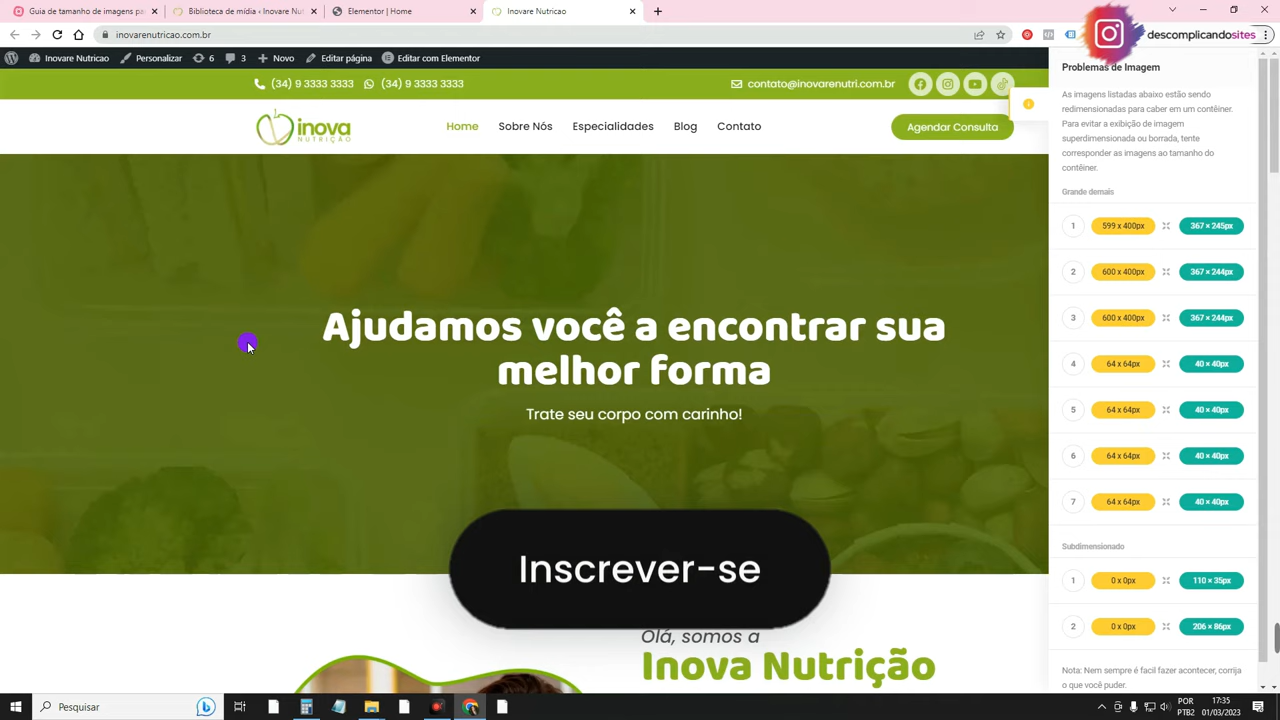 Guia de tamanho de imagens pa
Biblioteca de mídia ‹ Inovare Nut
Home
Inovare Nutricao
inovarenutricao.com.br
descomplicandosites
Inovare Nutricao
Personalizar
6
3
Novo
Editar página
Editar com Elementor
(34) 9 3333 3333
(34) 9 3333 3333
contato@inovarenutri.com.br
inova
NUTRIÇÃO
Home
Sobre Nós
Especialidades
Blog
Contato
Agendar Consulta
Ajudamos você a encontrar sua
melhor forma
Trate seu corpo com carinho!
Inscrever-se
Olá, somos a
Inova Nutrição
Problemas de Imagem
As imagens listadas abaixo estão sendo
redimensionadas para caber em um contêiner.
Para evitar a exibição de imagem
superdimensionada ou borrada, tente
corresponder as imagens ao tamanho do
contêiner.
Grande demais
1 599 x 400px 367 × 245px
2 600 x 400px 367 × 244px
3 600 x 400px 367 × 244px
4 64 x 64px 40 × 40px
5 64 x 64px 40 × 40px
6 64 x 64px 40 × 40px
7 64 x 64px 40 × 40px
Subdimensionado
1 0 x 0px 110 × 35px
2 0 x 0px 206 × 86px
Nota: Nem sempre é facil fazer acontecer, corrija
o que você puder.
Pesquisar
POR
PTB2
17:35
01/03/2023